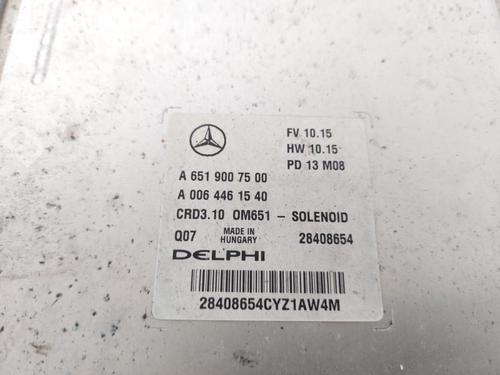 FV 10.15
HW 10.15
PD 13 M08
A 651 900 75 00
A 006 446 15 40
CRD3.10 OM651 - SOLENOID
Q07 MADE IN HUNGARY 28408654
DELPHI
28408654CYZ1AW4M